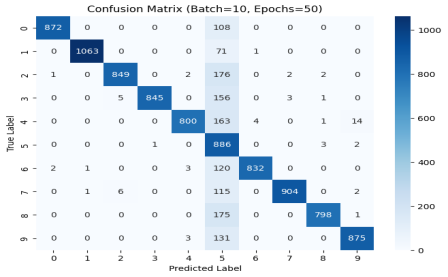 Confusion Matrix (Batch=10, Epochs=50)
0 872 0 0 0 0 108 0 0 0 0
1 0 1063 0 0 0 71 1 0 0 0
2 1 0 849 0 2 176 0 2 2 0
3 0 0 5 845 0 156 0 3 1 0
4 0 0 0 0 800 163 4 0 1 14
5 0 0 0 1 0 886 0 0 3 2
6 2 1 0 0 3 120 832 0 0 0
7 0 1 6 0 0 115 0 904 0 2
8 0 0 0 0 0 175 0 0 798 1
9 0 0 0 0 3 131 0 0 0 875
0 1 2 3 4 5 6 7 8 9
Predicted Label
True Label
1000
800
600
400
200
0